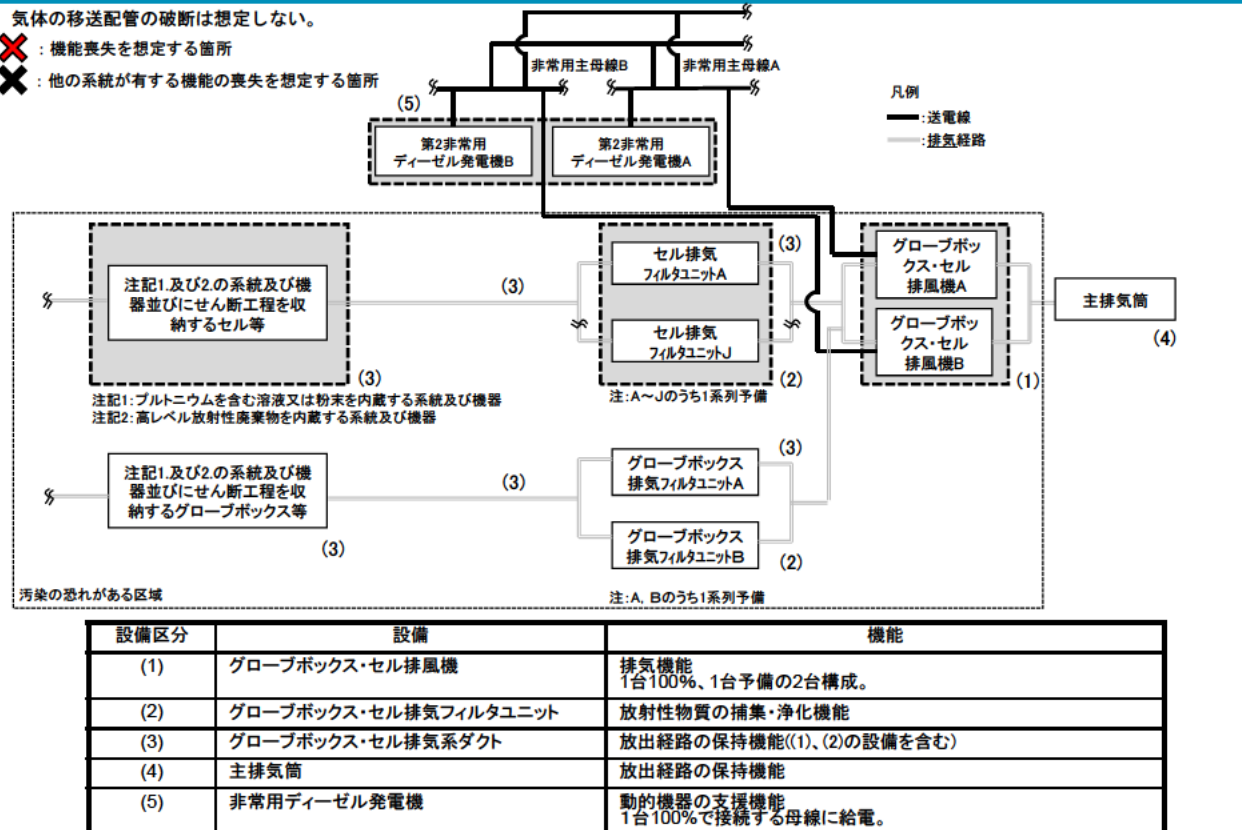 気体の移送配管の破断は想定しない。
：機能喪失を想定する箇所
：他の系統が有する機能の喪失を想定する箇所
非常用主母線B
非常用主母線A
(5)
第2非常用
ディーゼル発電機B
第2非常用
ディーゼル発電機A
凡例
：送電線
：排気経路
注記1.及び2.の系統及び機
器並びにせん断工程を収
納するセル等
(3)
(3)
注記1：プルトニウムを含む溶液又は粉末を内蔵する系統及び機器
注記2：高レベル放射性廃棄物を内蔵する系統及び機器
セル排気
フィルタユニットA
(3)
セル排気
フィルタユニットJ
(2)
注：A～Jのうち1系列予備
グローブボッ
クス・セル
排風機A
グローブボッ
クス・セル
排風機B
(1)
主排気筒
(4)
注記1.及び2.の系統及び機
器並びにせん断工程を収
納するグローブボックス等
(3)
(3)
グローブボックス
排気フィルタユニットA
(3)
グローブボックス
排気フィルタユニットB
(2)
注：A, Bのうち1系列予備
汚染の恐れがある区域
設備区分 設備 機能
(1) グローブボックス・セル排風機 排気機能
1台100%、1台予備の2台構成。
(2) グローブボックス・セル排気フィルタユニット 放射性物質の捕集・浄化機能
(3) グローブボックス・セル排気系ダクト 放出経路の保持機能((1)、(2)の設備を含む)
(4) 主排気筒 放出経路の保持機能
(5) 非常用ディーゼル発電機 動的機器の支援機能
1台100%で接続する母線に給電。